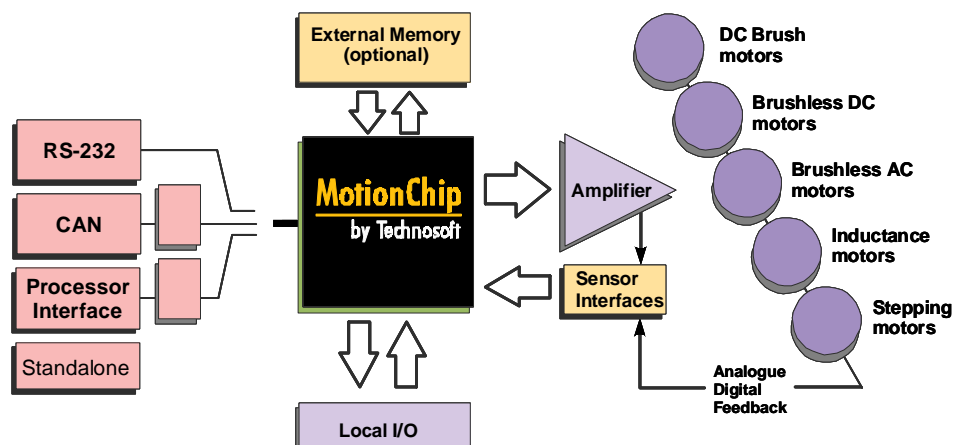 External Memory
(optional)
DC Brush
motors
Brushless DC
motors
RS-232
MotionChip
by Technosoft
Amplifier
Brushless AC
motors
CAN
Inductance
motors
Processor
Interface
Sensor
Interfaces
Stepping
motors
Standalone
Analogue
Digital
Feedback
Local I/O